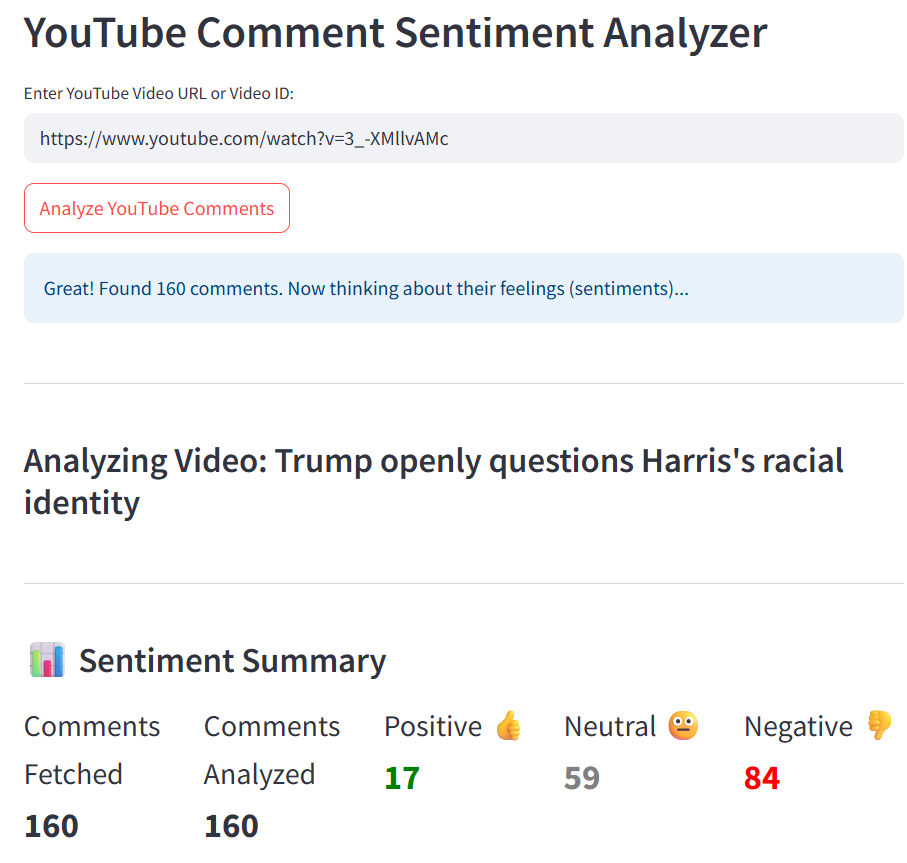 YouTube Comment Sentiment Analyzer
Enter YouTube Video URL or Video ID:
https://www.youtube.com/watch?v=3_-XMllvAMc
Analyze YouTube Comments
Great! Found 160 comments. Now thinking about their feelings (sentiments)...
Analyzing Video: Trump openly questions Harris's racial
identity
Sentiment Summary
Comments Fetched
160
Comments Analyzed
160
Positive 👍
17
Neutral 😐
59
Negative 👎
84